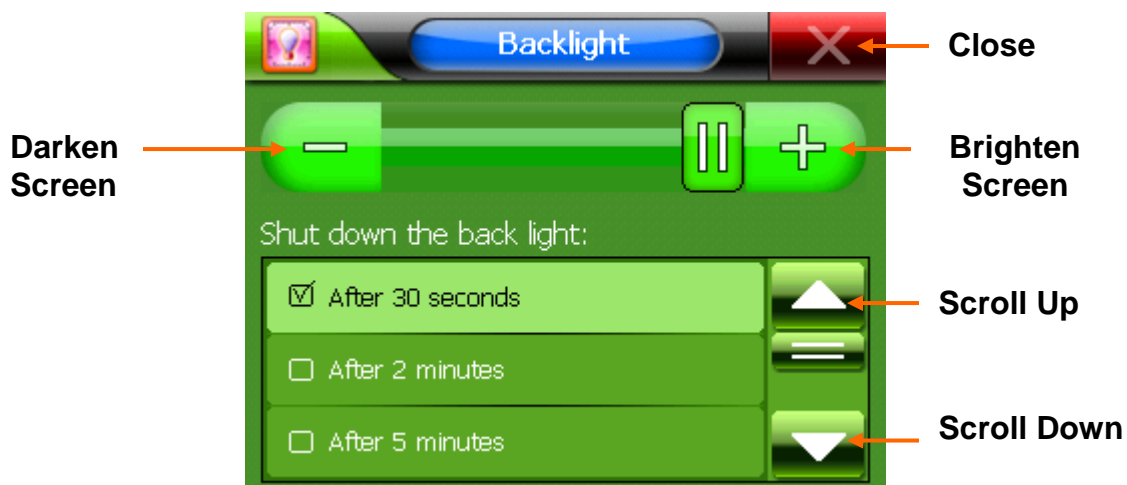 Backlight
Close
Darken
Screen
Brighten
Screen
Shut down the back light:
After 30 seconds
Scroll Up
After 2 minutes
After 5 minutes
Scroll Down